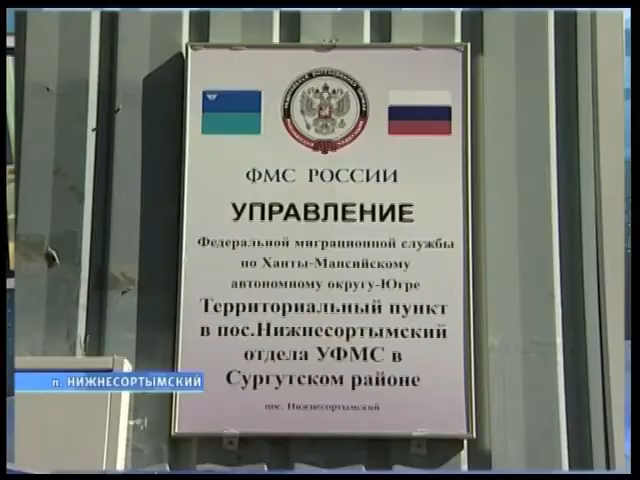 ФМС РОССИИ
УПРАВЛЕНИЕ
Федеральной миграционной службы
по Ханты-Мансийскому
автономному округу-Югре
Территориальный пункт
в пос.Нижнесортымский
отдела УФМС в
Сургутском районе
пос. Нижнесортымский
п. НИЖНЕСОРТЫМСКИЙ